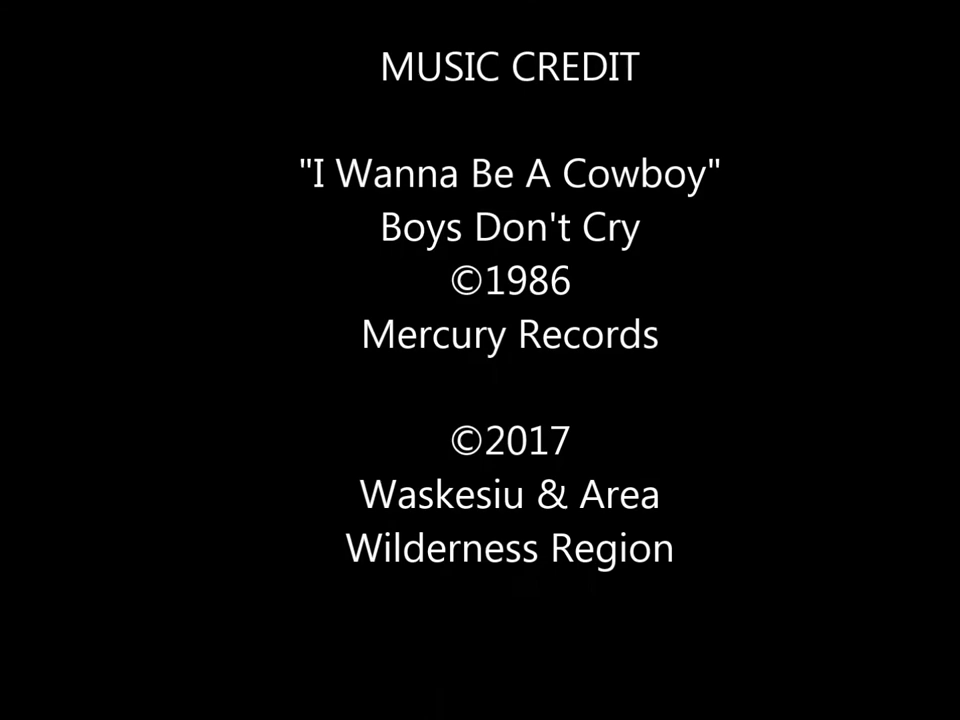 MUSIC CREDIT
"I Wanna Be A Cowboy"
Boys Don't Cry
©1986
Mercury Records
©2017
Waskesiu & Area
Wilderness Region